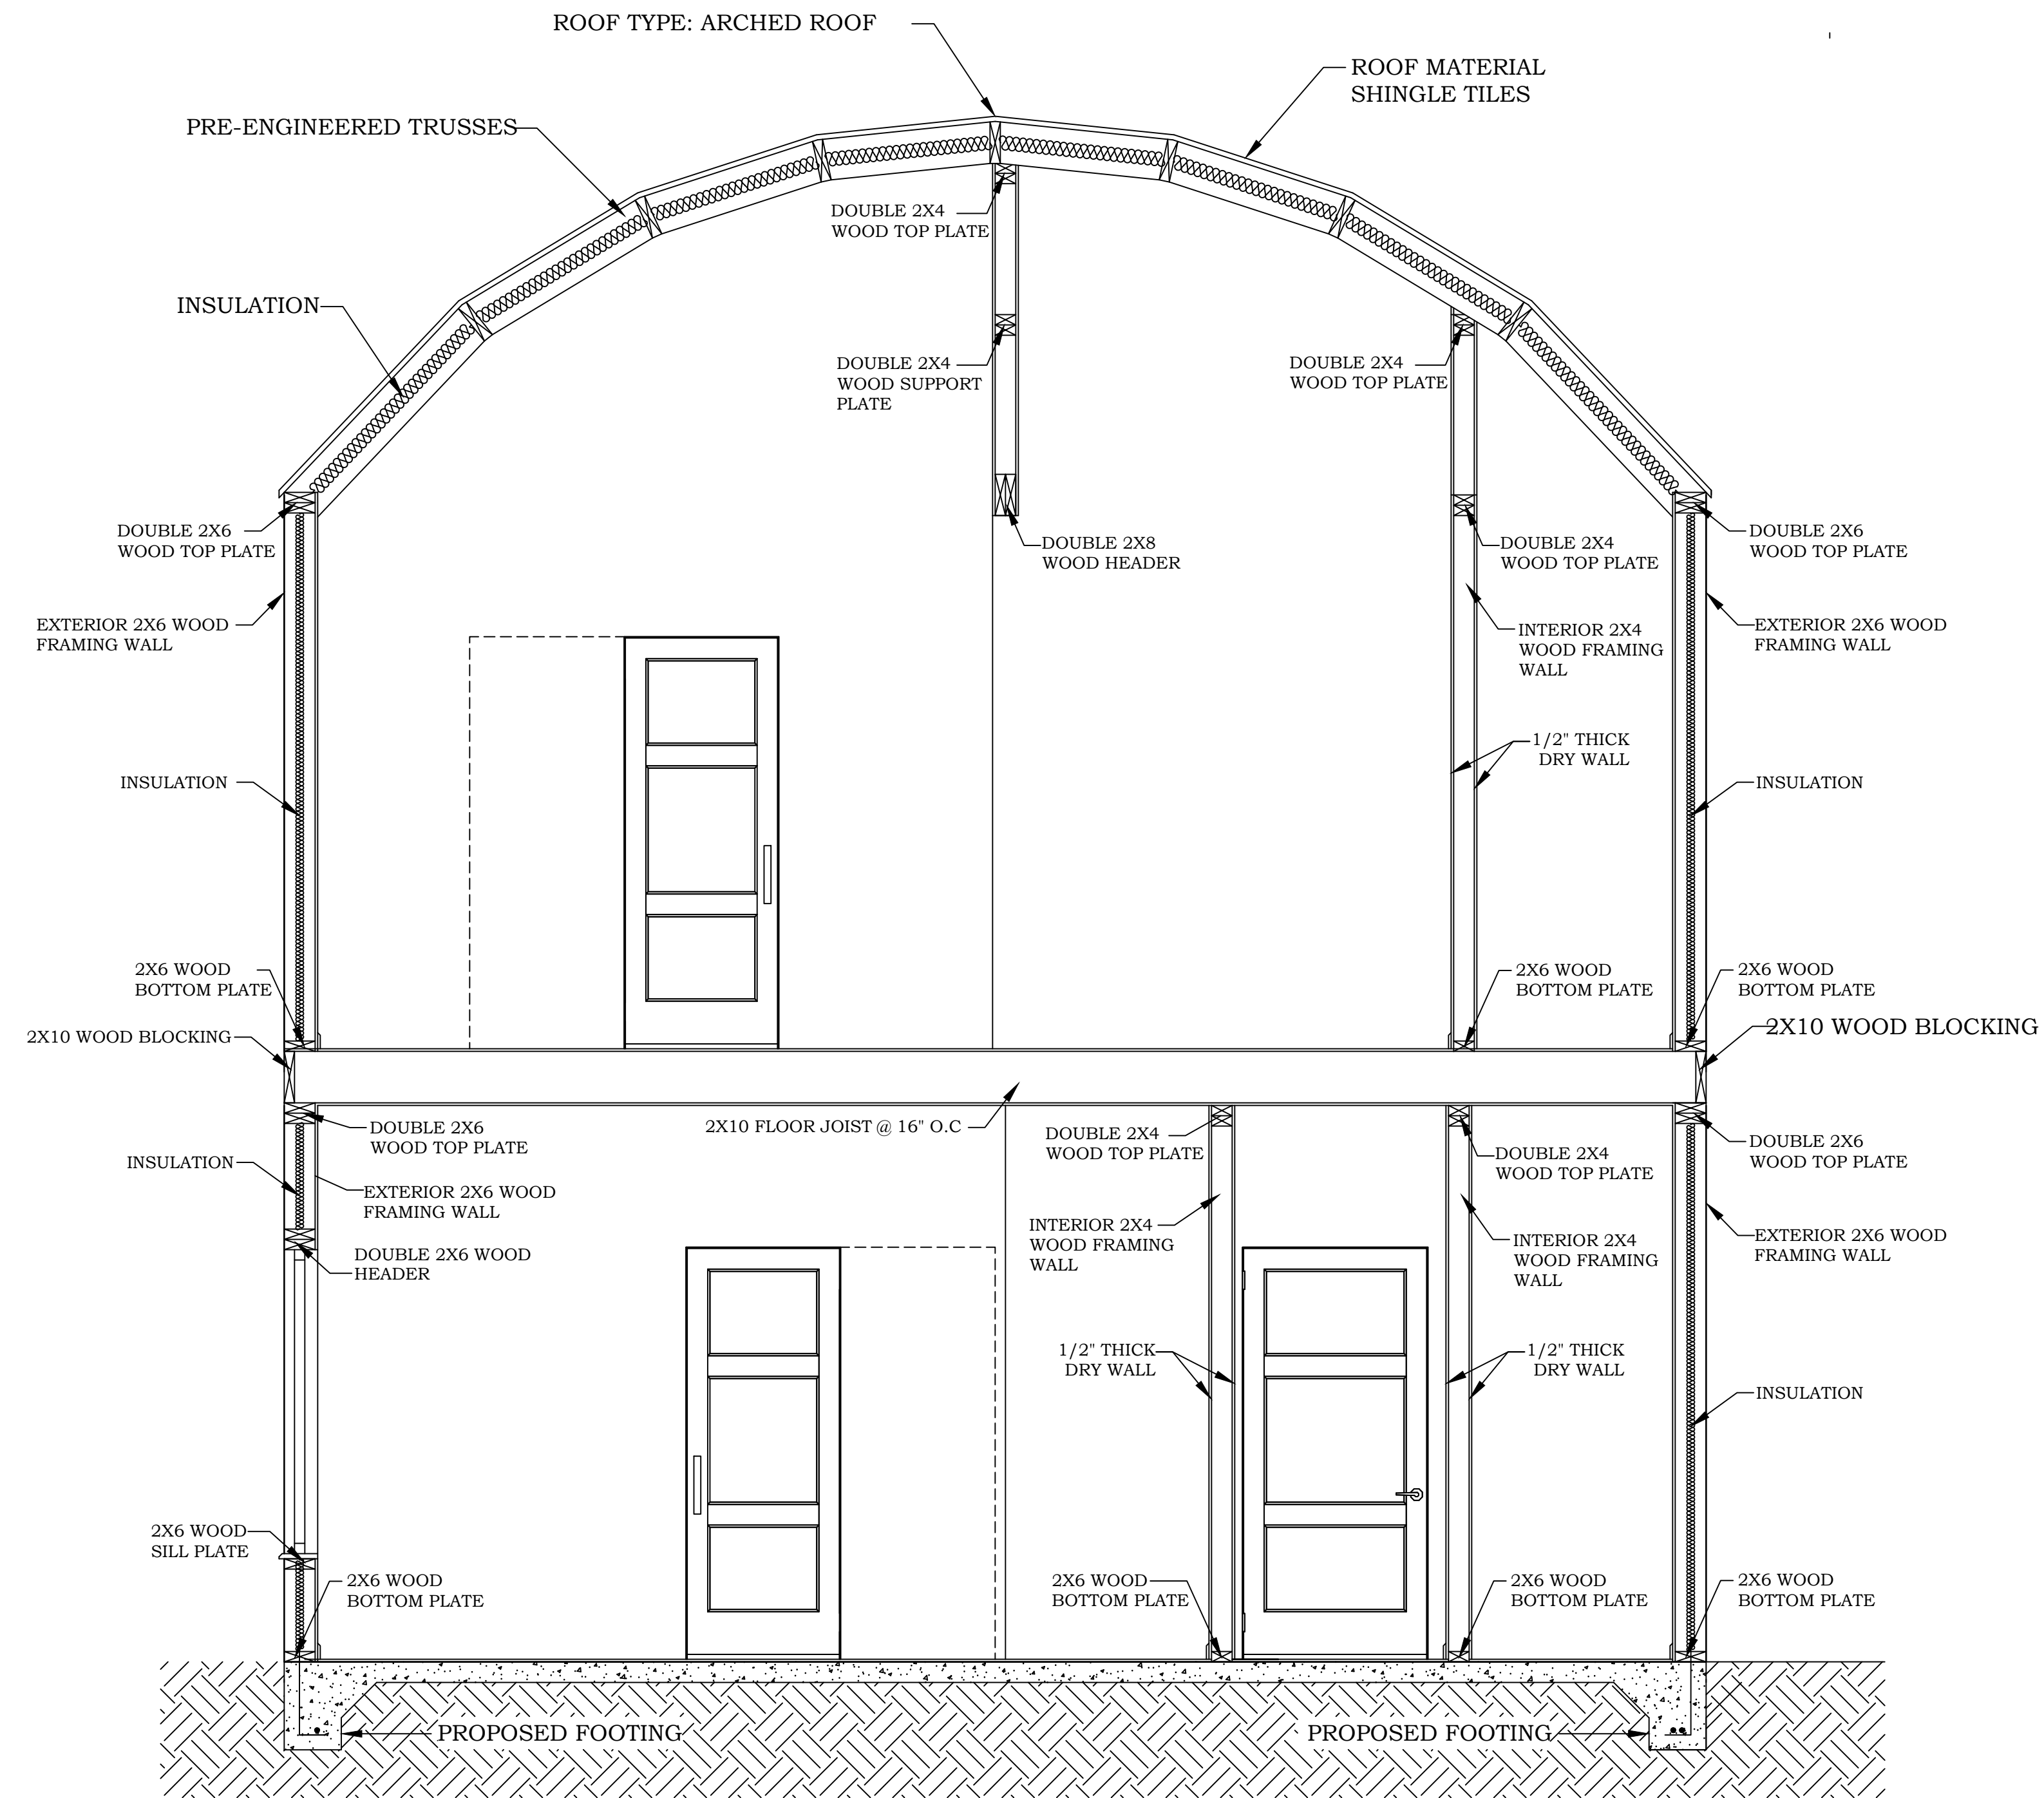 ROOF TYPE: ARCHED ROOF
ROOF MATERIAL
SHINGLE TILES
PRE-ENGINEERED TRUSSES
DOUBLE 2X4
WOOD TOP PLATE
INSULATION
DOUBLE 2X4
WOOD SUPPORT
PLATE
DOUBLE 2X4
WOOD TOP PLATE
DOUBLE 2X6
WOOD TOP PLATE
DOUBLE 2X8
WOOD HEADER
DOUBLE 2X4
WOOD TOP PLATE
DOUBLE 2X6
WOOD TOP PLATE
EXTERIOR 2X6 WOOD
FRAMING WALL
INTERIOR 2X4
WOOD FRAMING
WALL
EXTERIOR 2X6 WOOD
FRAMING WALL
1/2" THICK
DRY WALL
INSULATION
INSULATION
2X6 WOOD
BOTTOM PLATE
2X6 WOOD
BOTTOM PLATE
2X6 WOOD
BOTTOM PLATE
2X10 WOOD BLOCKING
2X10 WOOD BLOCKING
DOUBLE 2X6
WOOD TOP PLATE
2X10 FLOOR JOIST @ 16" O.C
DOUBLE 2X4
WOOD TOP PLATE
DOUBLE 2X4
WOOD TOP PLATE
DOUBLE 2X6
WOOD TOP PLATE
INSULATION
EXTERIOR 2X6 WOOD
FRAMING WALL
INTERIOR 2X4
WOOD FRAMING
WALL
INTERIOR 2X4
WOOD FRAMING
WALL
EXTERIOR 2X6 WOOD
FRAMING WALL
DOUBLE 2X6 WOOD
HEADER
1/2" THICK
DRY WALL
1/2" THICK
DRY WALL
INSULATION
2X6 WOOD
SILL PLATE
2X6 WOOD
BOTTOM PLATE
2X6 WOOD
BOTTOM PLATE
2X6 WOOD
BOTTOM PLATE
2X6 WOOD
BOTTOM PLATE
PROPOSED FOOTING
PROPOSED FOOTING